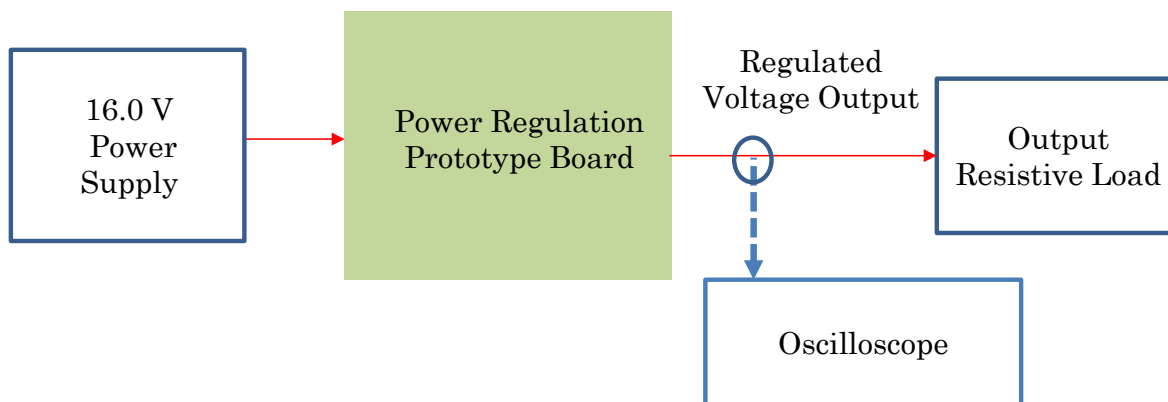 16.0 V
Power
Supply
Power Regulation
Prototype Board
Regulated
Voltage Output
Output
Resistive Load
Oscilloscope